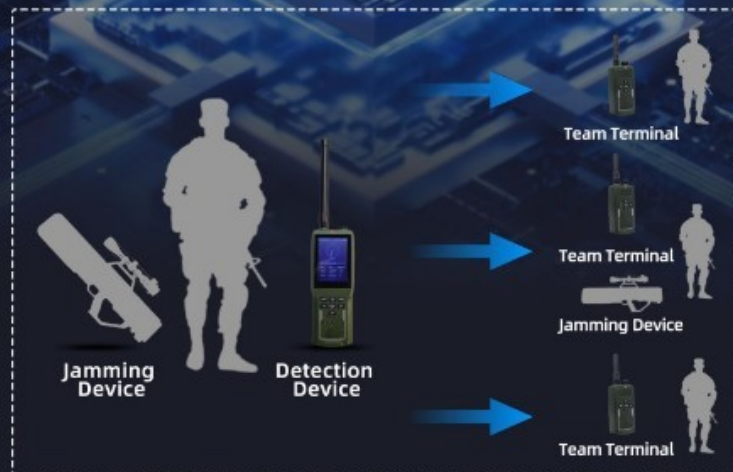 Team Terminal
Team Terminal
Jamming Device
Jamming
Device
Detection
Device
Team Terminal